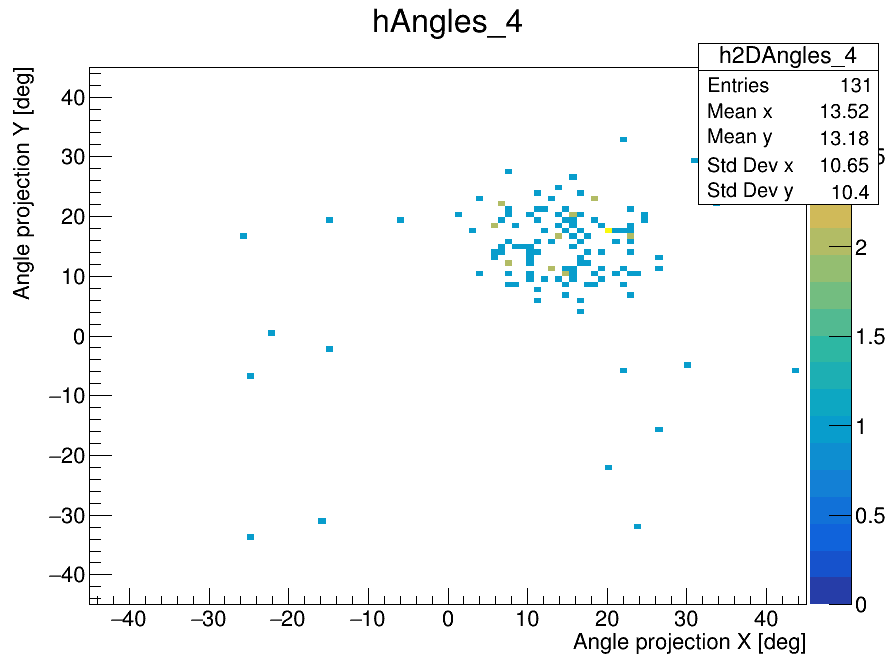 hAngles_4
h2DAngles_4
Entries 131
Mean x 13.52
Mean y 13.18
Std Dev x 10.65
Std Dev y 10.4
Angle projection Y [deg]
40
30
20
10
0
−10
−20
−30
−40
−40 −30 −20 −10 0 10 20 30 40
Angle projection X [deg]
2
1.5
1
0.5
0